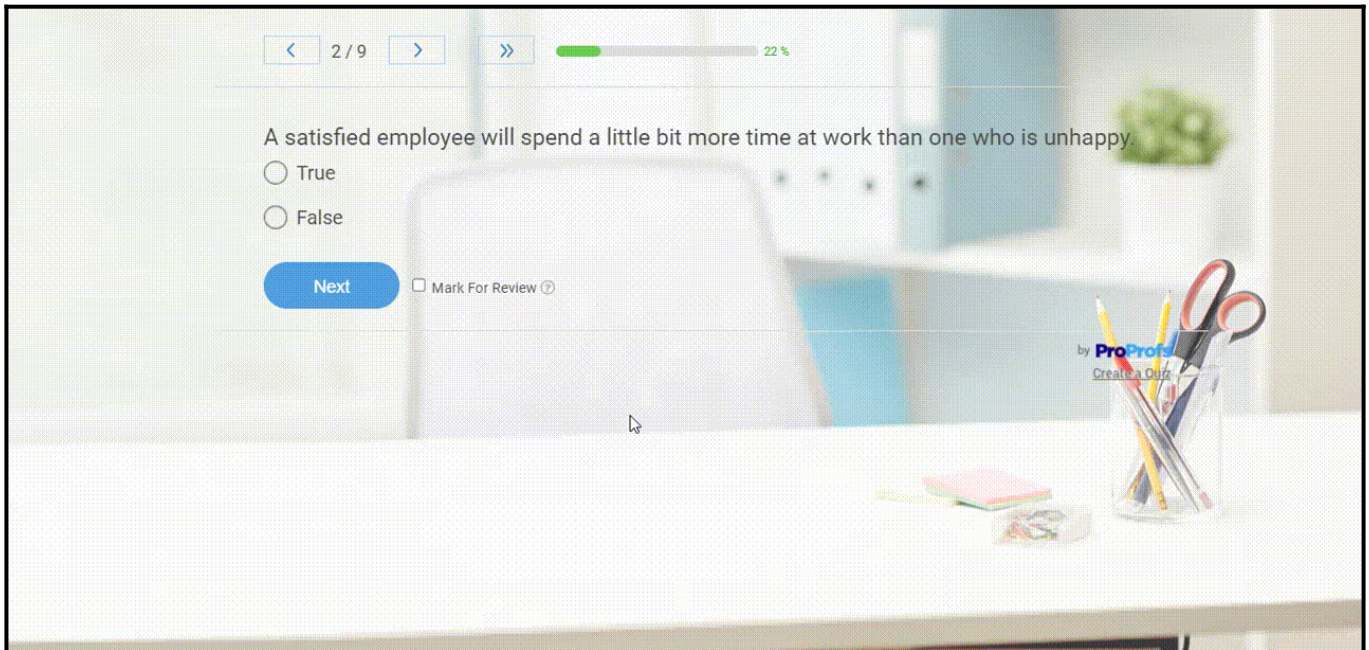 2 / 9
22 %
A satisfied employee will spend a little bit more time at work than one who is unhappy.
True
False
Next
Mark For Review ?
by ProProfs
Create a Quiz